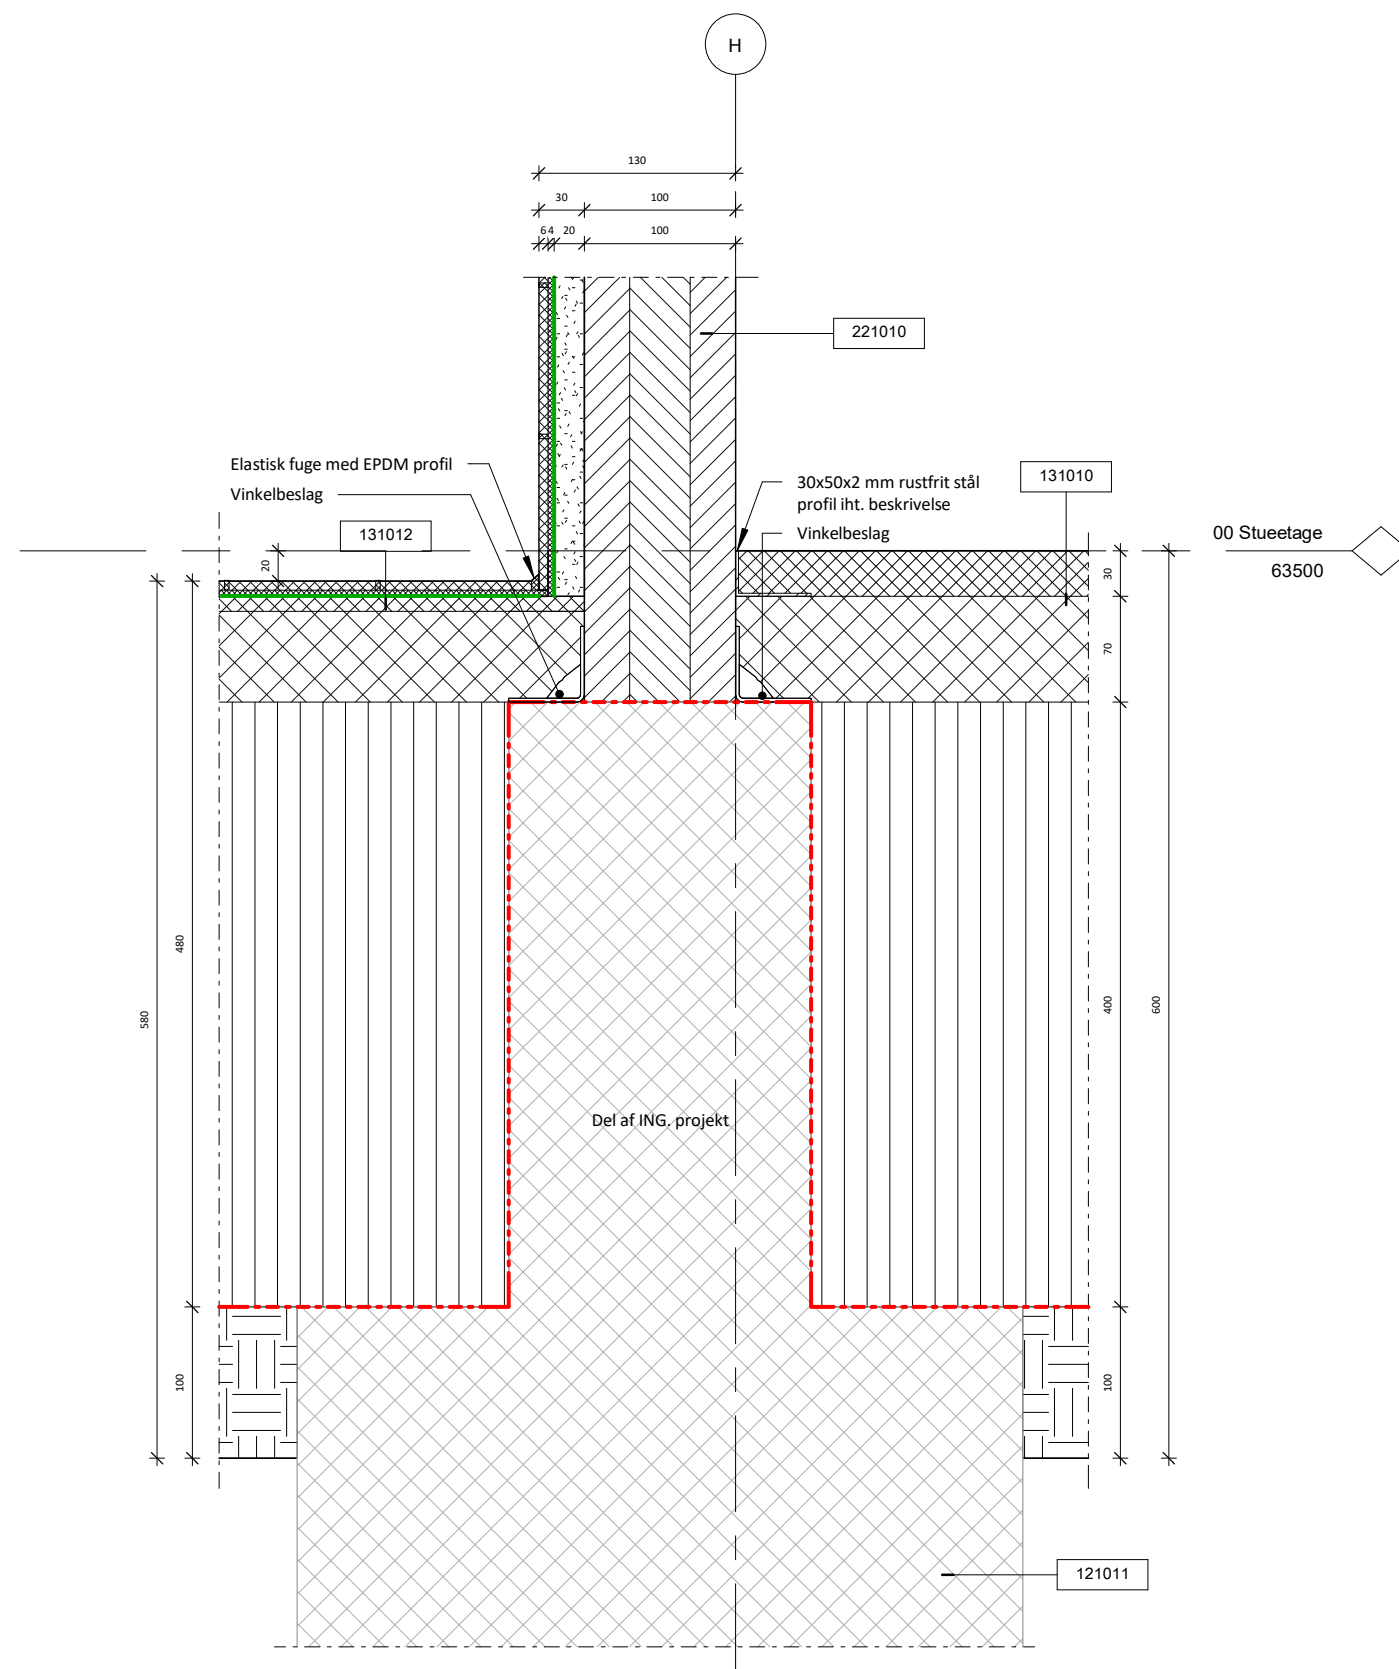 H
130
30
100
6
4
20
100
221010
Elastisk fuge med EPDM profil
Vinkelbeslag
131012
30x50x2 mm rustfrit stål
profil iht. beskrivelse
Vinkelbeslag
131010
00 Stueetage
63500
20
30
70
480
580
400
600
Del af ING. projekt
100
100
121011